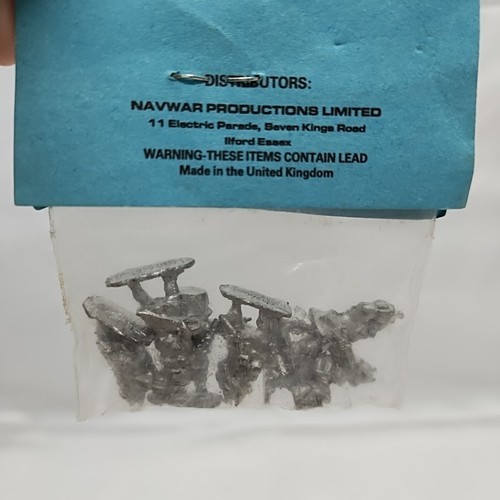 DISTRIBUTORS:
NAVWAR PRODUCTIONS LIMITED
11 Electric Parade, Seven Kings Road
Ilford Essex
WARNING-THESE ITEMS CONTAIN LEAD
Made in the United Kingdom